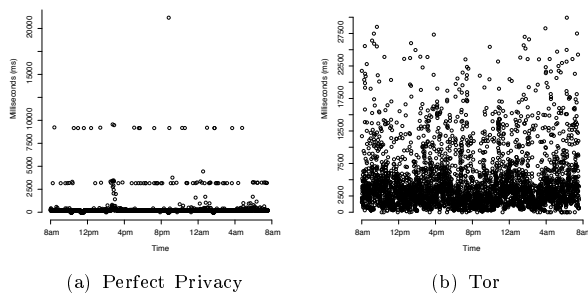 Milliseconds (ms)
20000
15000
10000
7500
5000
2500
0
8am 12pm 4pm 8pm 12am 4am 8am
Time
(a) Perfect Privacy
Milliseconds (ms)
27500
22500
17500
12500
7500
2500
0
8am 12pm 4pm 8pm 12am 4am 8am
Time
(b) Tor